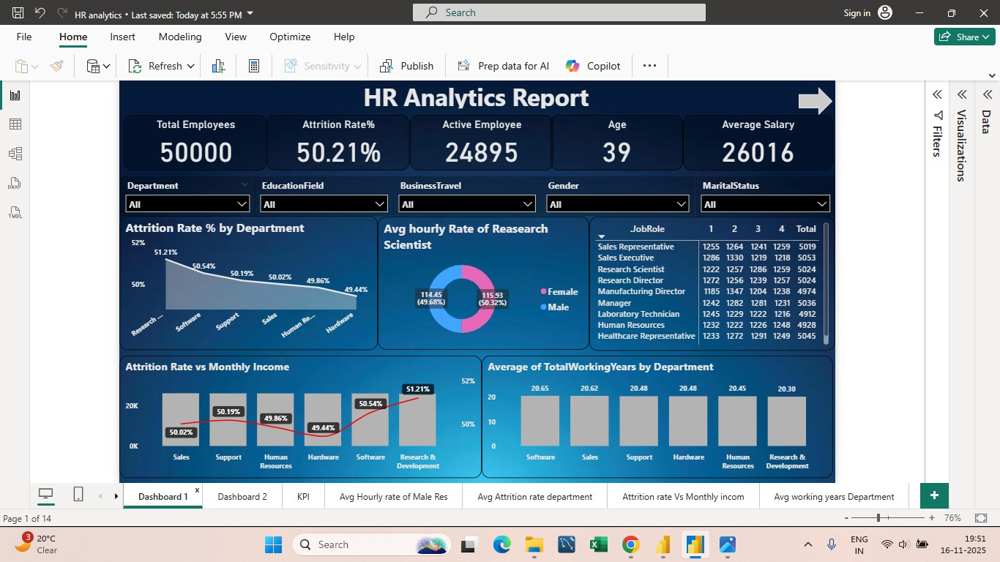 HR analytics • Last saved: Today at 5:55 PM
Search
Sign in
File Home Insert Modeling View Optimize Help
Share
Refresh
Sensitivity
Publish
Prep data for AI
Copilot
HR Analytics Report
Total Employees
50000
Attrition Rate%
50.21%
Active Employee
24895
Age
39
Average Salary
26016
Department
All
EducationField
All
BusinessTravel
All
Gender
All
MaritalStatus
All
Attrition Rate % by Department
52%
50%
51.21%
50.54%
50.19%
50.02%
49.86%
49.44%
Research ...
Software
Support
Sales
Human Re...
Hardware
Avg hourly Rate of Reasearch
Scientist
114.45
(49.68%)
115.93
(50.32%)
Female
Male
JobRole 1 2 3 4 Total
Sales Representative 1255 1264 1241 1259 5019
Sales Executive 1286 1330 1219 1218 5053
Research Scientist 1222 1257 1286 1259 5024
Research Director 1272 1256 1239 1257 5024
Manufacturing Director 1185 1347 1204 1238 4974
Manager 1242 1282 1281 1231 5036
Laboratory Technician 1245 1229 1222 1216 4912
Human Resources 1232 1222 1226 1248 4928
Healthcare Representative 1233 1272 1291 1249 5045
Attrition Rate vs Monthly Income
20K
0K
50.02%
50.19%
49.86%
49.44%
50.54%
51.21%
52%
50%
Sales
Support
Human
Resources
Hardware
Software
Research &
Development
Average of TotalWorkingYears by Department
20
10
0
20.65
20.62
20.48
20.48
20.45
20.30
Software
Sales
Support
Hardware
Human
Resources
Research &
Development
Filters
Visualizations
Data
DAX
TMDL
Dashboard 1 x
Dashboard 2
KPI
Avg Hourly rate of Male Res
Avg Attrition rate department
Attrition rate Vs Monthly incom
Avg working years Department
+
Page 1 of 14
- + 76%
3
20°C
Clear
Search
ENG
IN
19:51
16-11-2025